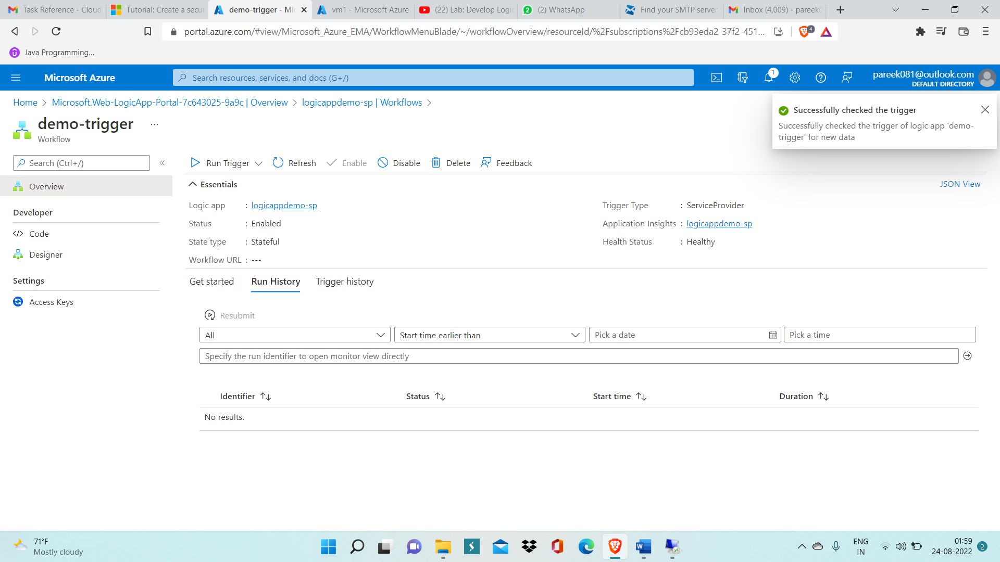 Task Reference - Cloud
Tutorial: Create a secur
demo-trigger - Mi
vm1 - Microsoft Azure
(22) Lab: Develop Logic
2
(2) WhatsApp
Find your SMTP server
Inbox (4,009) - pareek0
portal.azure.com/#view/Microsoft_Azure_EMA/WorkflowMenuBlade/~/workflowOverview/resourceId/%2Fsubscriptions%2Fcb93eda2-37f2-451...
4
Java Programming...
Microsoft Azure
Search resources, services, and docs (G+/)
1
pareek081@outlook.com
DEFAULT DIRECTORY
Home > Microsoft.Web-LogicApp-Portal-7c643025-9a9c | Overview > logicappdemo-sp | Workflows >
Successfully checked the trigger
Successfully checked the trigger of logic app 'demo-
trigger' for new data
demo-trigger ...
Workflow
Search (Ctrl+/)
«
Run Trigger
Refresh
Enable
Disable
Delete
Feedback
Overview
Developer
Code
Designer
Settings
Access Keys
Essentials
JSON View
Logic app : logicappdemo-sp
Trigger Type : ServiceProvider
Status : Enabled
Application Insights : logicappdemo-sp
State type : Stateful
Health Status : Healthy
Workflow URL : ---
Get started
Run History
Trigger history
Resubmit
All
Start time earlier than
Pick a date
Pick a time
Specify the run identifier to open monitor view directly
Identifier
Status
Start time
Duration
No results.
71°F
Mostly cloudy
ENG
IN
01:59
24-08-2022
2